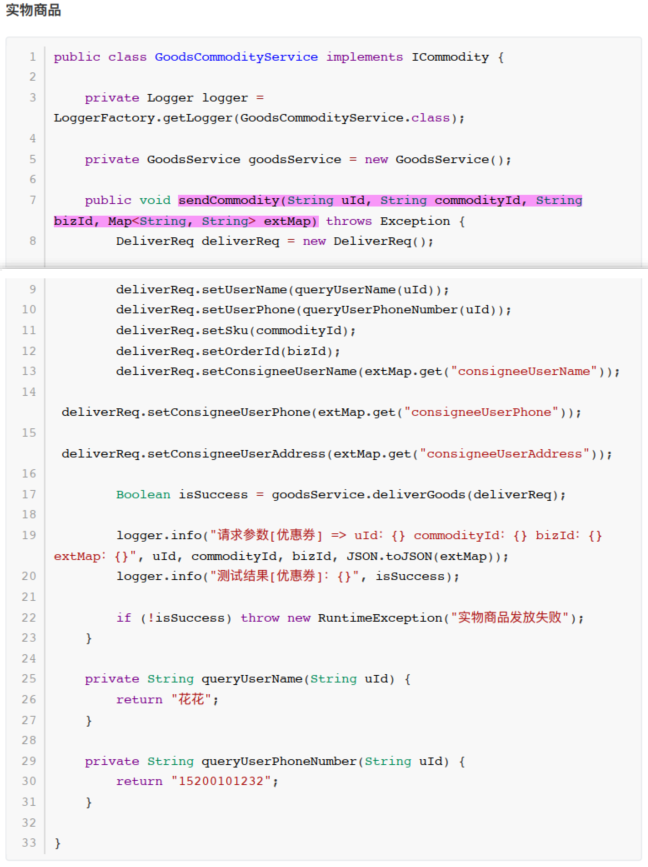 实物商品
1 public class GoodsCommodityService implements ICommodity {
2
3 private Logger logger =
LoggerFactory.getLogger(GoodsCommodityService.class);
4
5 private GoodsService goodsService = new GoodsService();
6
7 public void sendCommodity(String uId, String commodityId, String
bizId, Map<String, String> extMap) throws Exception {
8 DeliverReq deliverReq = new DeliverReq();
9 deliverReq.setUserName(queryUserName(uId));
10 deliverReq.setUserPhone(queryUserPhoneNumber(uId));
11 deliverReq.setSku(commodityId);
12 deliverReq.setOrderId(bizId);
13 deliverReq.setConsigneeUserName(extMap.get("consigneeUserName"));
14
deliverReq.setConsigneeUserPhone(extMap.get("consigneeUserPhone"));
15
deliverReq.setConsigneeUserAddress(extMap.get("consigneeUserAddress"));
16
17 Boolean isSuccess = goodsService.deliverGoods(deliverReq);
18
19 logger.info("请求参数[优惠券] => uId: {} commodityId: {} bizId: {}
extMap: {}", uId, commodityId, bizId, JSON.toJSON(extMap));
20 logger.info("测试结果[优惠券]: {}", isSuccess);
21
22 if (!isSuccess) throw new RuntimeException("实物商品发放失败");
23 }
24
25 private String queryUserName(String uId) {
26 return "花花";
27 }
28
29 private String queryUserPhoneNumber(String uId) {
30 return "15200101232";
31 }
32
33 }